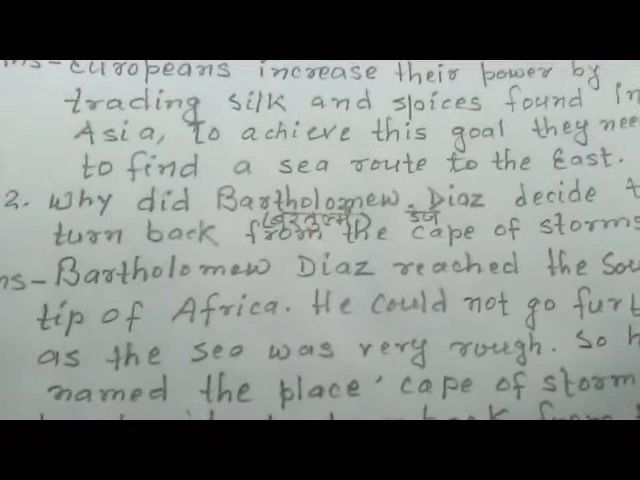 Europeans increase their power by
trading silk and spices found in
Asia, to achieve this goal they nee
to find a sea route to the East.
2. Why did Bartholomew Diaz decide t
turn back from the cape of storms
ns- Bartholomew Diaz reached the Sou
tip of Africa. He could not go furt
as the seo was very rough. So h
named the place 'cape of storm